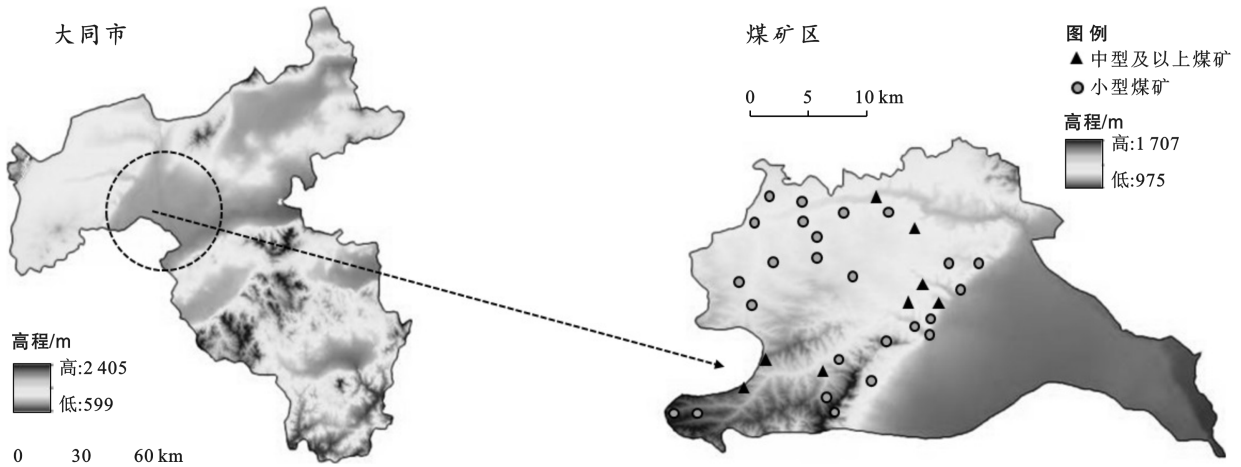 大同市
高程/m
高:2 405
低:599
0 30 60 km
煤矿区
0 5 10 km
图例
中型及以上煤矿
小型煤矿
高程/m
高:1 707
低:975